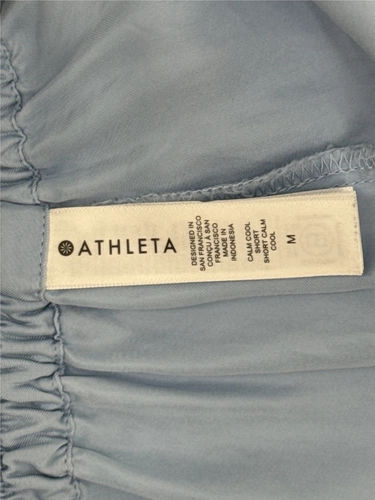 ATHLETA
DESIGNED IN
SAN FRANCISCO
CONÇU À SAN
FRANCISCO
MADE IN
INDONESIA
CALM COOL
SHORT
SHORT CALM
COOL
M